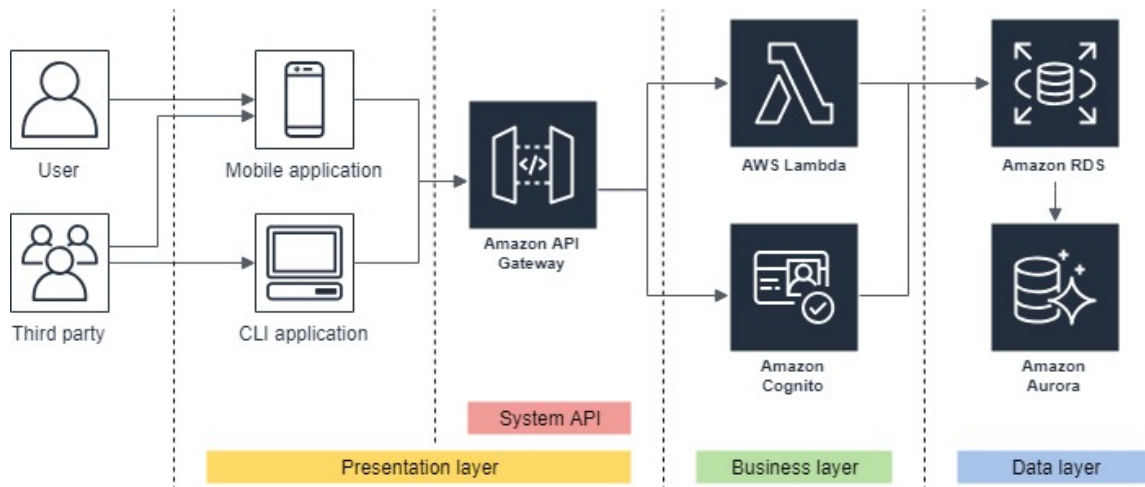 User
Mobile application
AWS Lambda
Amazon RDS
</>
Amazon API
Gateway
Third party
CLI application
Amazon
Cognito
Amazon
Aurora
System API
Presentation layer
Business layer
Data layer